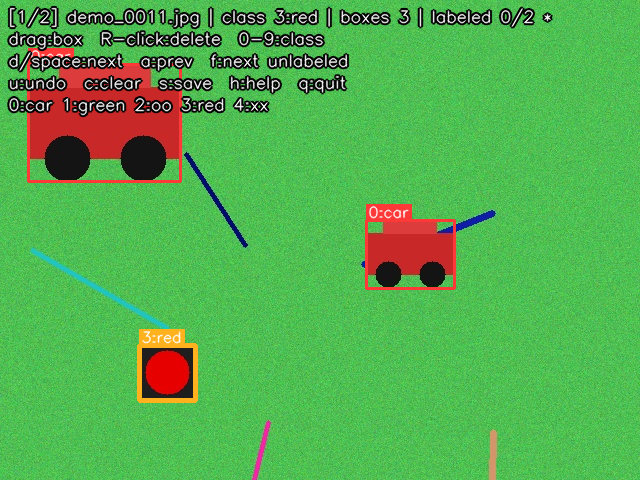 [1/2] demo_0011.jpg | class 3:red | boxes 3 | labeled 0/2 *
drag:box R-click:delete 0-9:class
0:car
d/space:next a:prev f:next unlabeled
u:undo c:clear s:save h:help q:quit
0:car 1:green 2:oo 3:red 4:xx
0:car
3:red